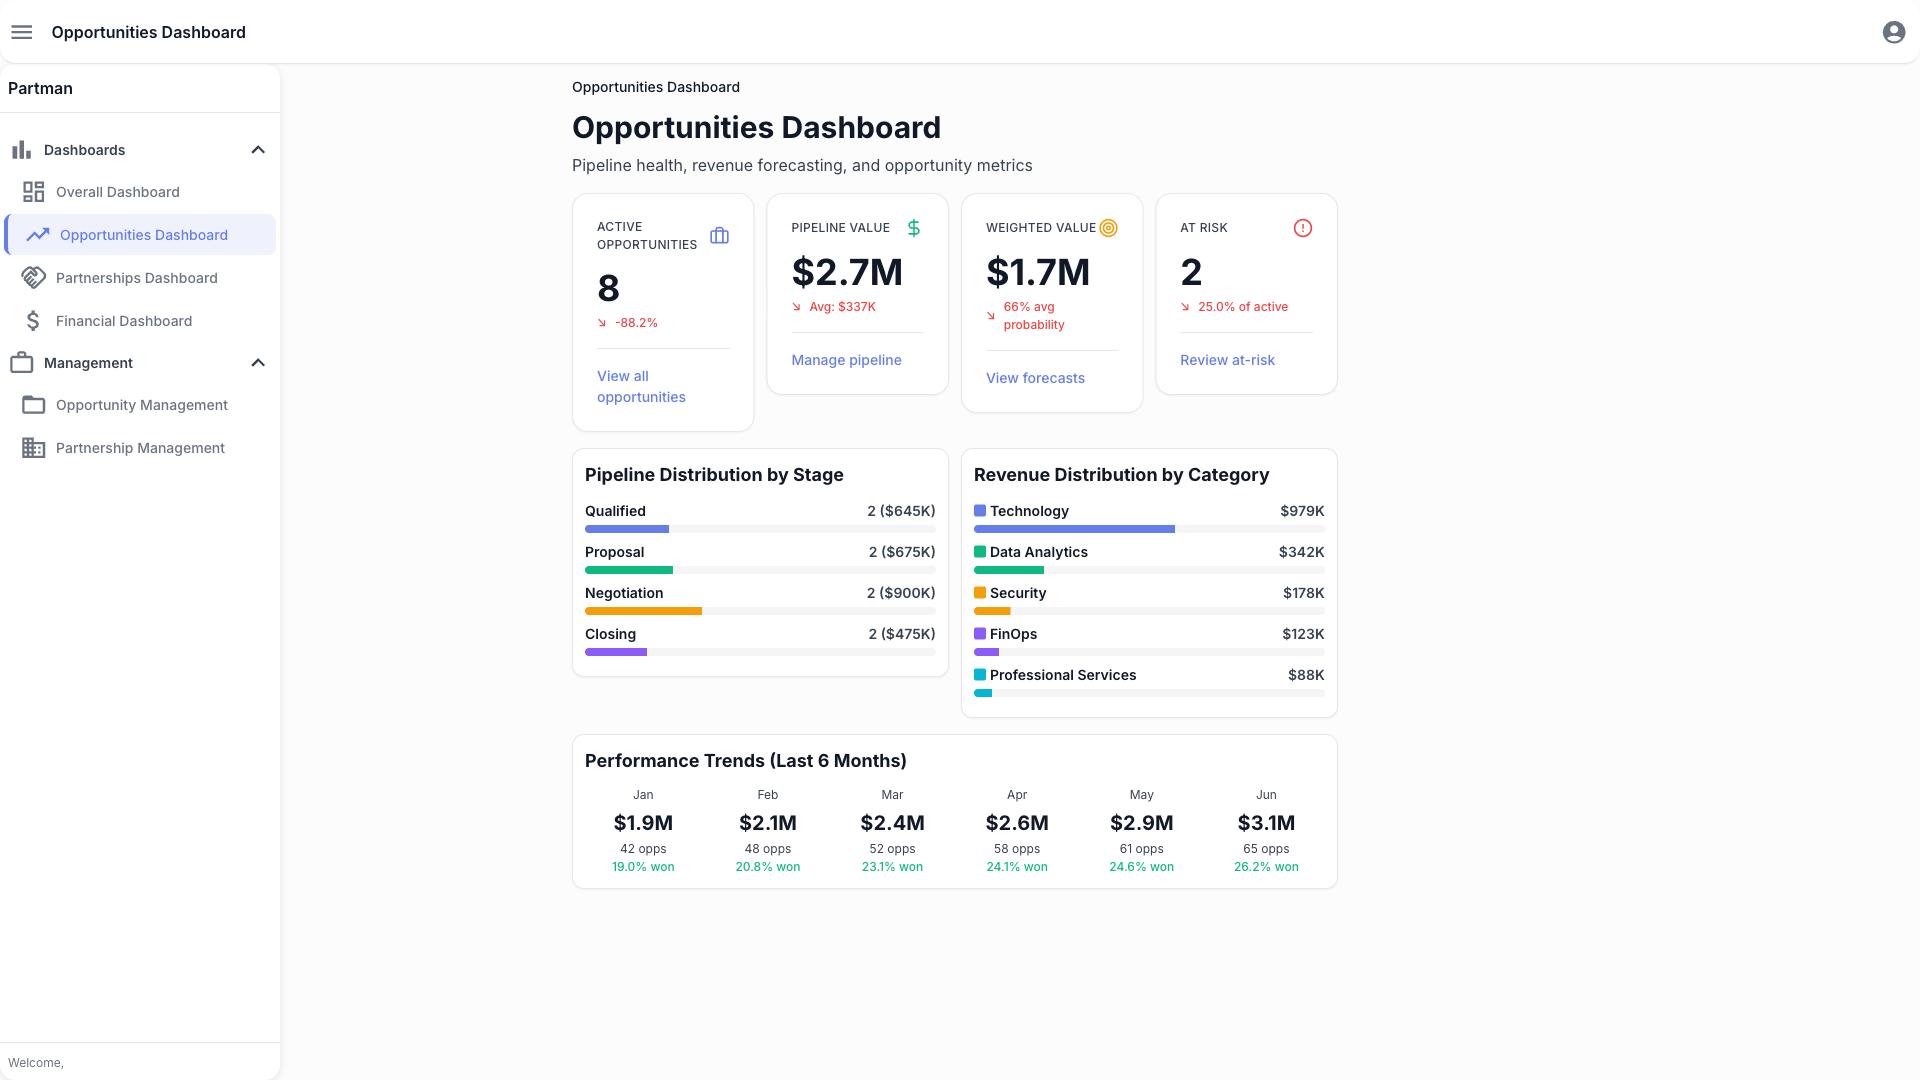 Opportunities Dashboard
Partman
Dashboards
Overall Dashboard
Opportunities Dashboard
Partnerships Dashboard
Financial Dashboard
Management
Opportunity Management
Partnership Management
Welcome,
Opportunities Dashboard
Opportunities Dashboard
Pipeline health, revenue forecasting, and opportunity metrics
ACTIVE
OPPORTUNITIES
8
-88.2%
View all
opportunities
PIPELINE VALUE
$2.7M
Avg: $337K
Manage pipeline
WEIGHTED VALUE
$1.7M
66% avg
probability
View forecasts
AT RISK
2
25.0% of active
Review at-risk
Pipeline Distribution by Stage
Qualified 2 ($645K)
Proposal 2 ($675K)
Negotiation 2 ($900K)
Closing 2 ($475K)
Revenue Distribution by Category
Technology $979K
Data Analytics $342K
Security $178K
FinOps $123K
Professional Services $88K
Performance Trends (Last 6 Months)
Jan Feb Mar Apr May Jun
$1.9M $2.1M $2.4M $2.6M $2.9M $3.1M
42 opps 48 opps 52 opps 58 opps 61 opps 65 opps
19.0% won 20.8% won 23.1% won 24.1% won 24.6% won 26.2% won